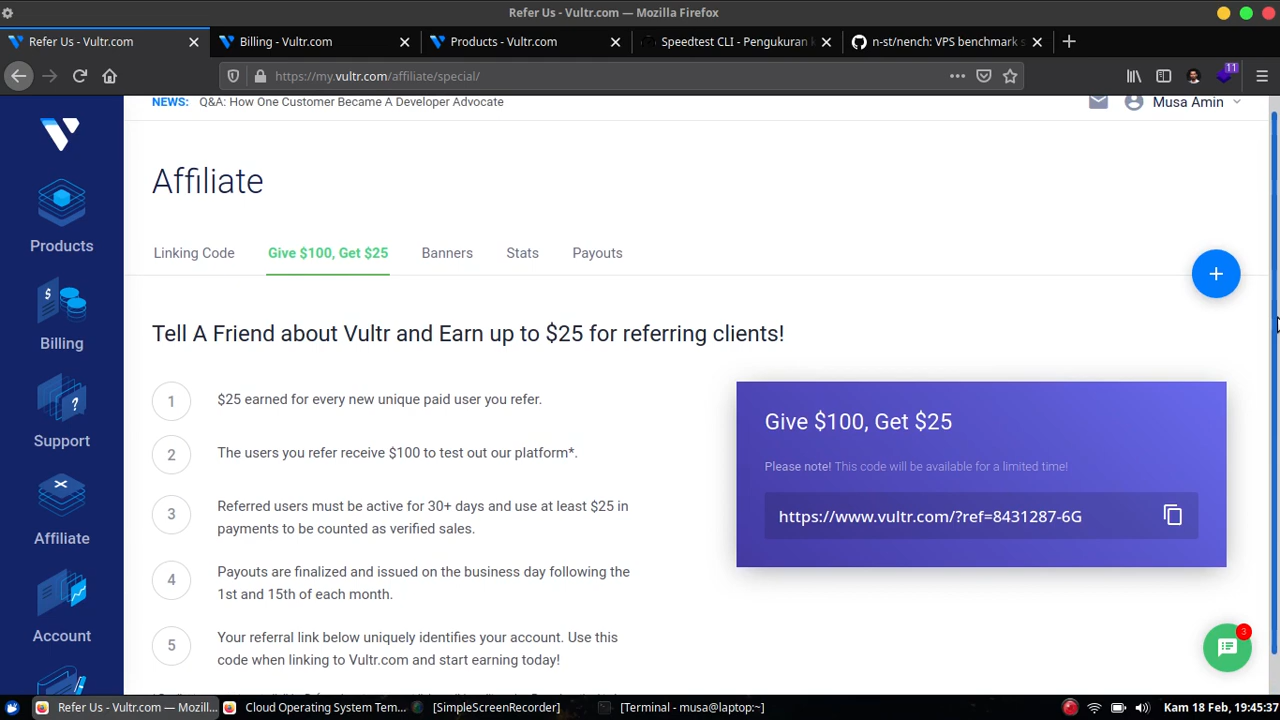 Refer Us - Vultr.com — Mozilla Firefox
Refer Us - Vultr.com
Billing - Vultr.com
Products - Vultr.com
Speedtest CLI - Pengukuran
n-st/nench: VPS benchmark s
https://my.vultr.com/affiliate/special/
11
NEWS: Q&A: How One Customer Became A Developer Advocate
Musa Amin
Products
Billing
Support
Affiliate
Account
Affiliate
Linking Code
Give $100, Get $25
Banners
Stats
Payouts
Tell A Friend about Vultr and Earn up to $25 for referring clients!
1
$25 earned for every new unique paid user you refer.
2
The users you refer receive $100 to test out our platform*.
3
Referred users must be active for 30+ days and use at least $25 in
payments to be counted as verified sales.
4
Payouts are finalized and issued on the business day following the
1st and 15th of each month.
5
Your referral link below uniquely identifies your account. Use this
code when linking to Vultr.com and start earning today!
Give $100, Get $25
Please note! This code will be available for a limited time!
https://www.vultr.com/?ref=8431287-6G
3
Refer Us - Vultr.com — Mozill...
Cloud Operating System Tem...
[SimpleScreenRecorder]
[Terminal - musa@laptop:~]
Kam 18 Feb, 19:45:37